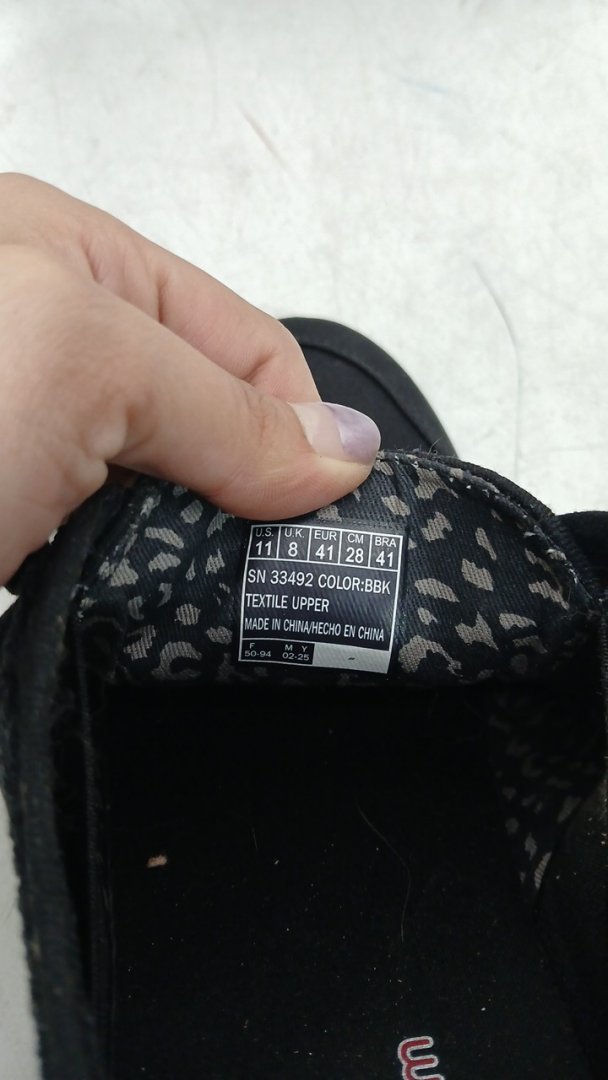 U.S. U.K. EUR CM BRA
11 8 41 28 41
SN 33492 COLOR:BBK
TEXTILE UPPER
MADE IN CHINA/HECHO EN CHINA
F M Y
50-94 02-25 -